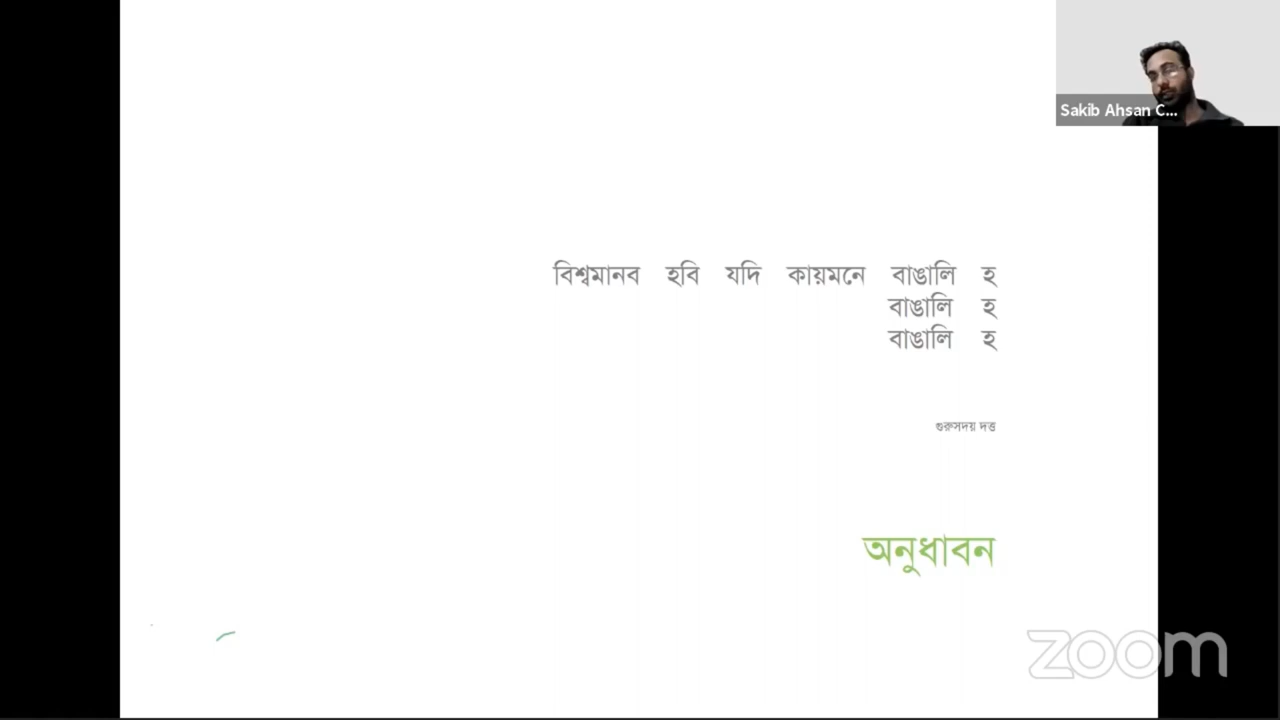 Sakib Ahsan C...
বিশ্বমানব হবি যদি কায়মনে বাঙালি হ
বাঙালি হ
বাঙালি হ
গুরুসদয় দত্ত
অনুধাবন
zoom